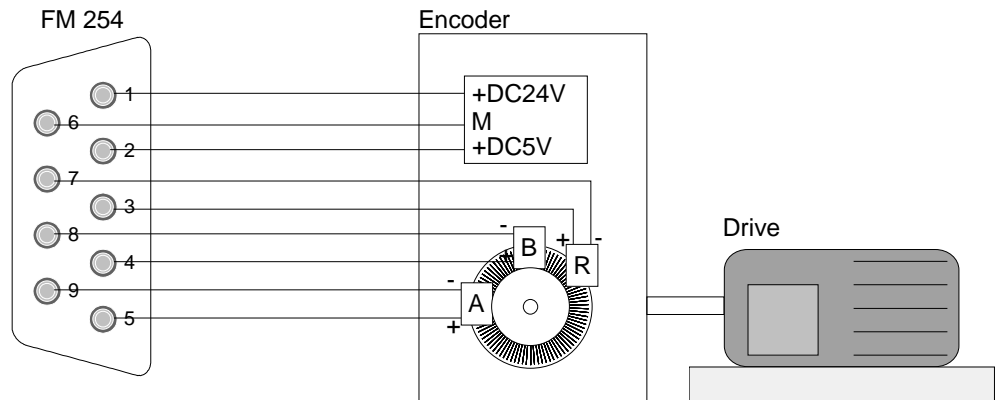 FM 254
Encoder
1
+DC24V
6
M
2
+DC5V
7
3
8
- B + -
+
4
R
Drive
9
-
A
5
+